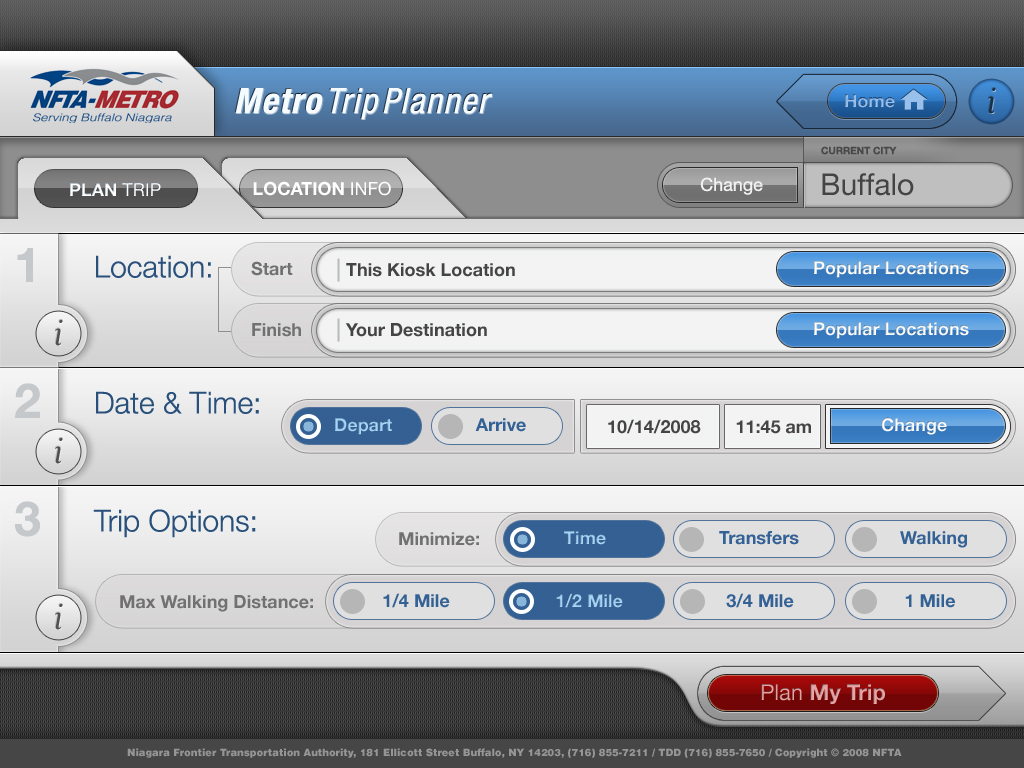 NFTA-METRO
Serving Buffalo Niagara
Metro Trip Planner
Home
i
CURRENT CITY
PLAN TRIP
LOCATION INFO
Change
Buffalo
1
Location:
Start
This Kiosk Location
Popular Locations
Finish
Your Destination
Popular Locations
i
2
Date & Time:
Depart
Arrive
10/14/2008
11:45 am
Change
i
3
Trip Options:
Minimize:
Time
Transfers
Walking
Max Walking Distance:
1/4 Mile
1/2 Mile
3/4 Mile
1 Mile
i
Plan My Trip
Niagara Frontier Transportation Authority, 181 Ellicott Street Buffalo, NY 14203, (716) 855-7211 / TDD (716) 855-7650 / Copyright © 2008 NFTA